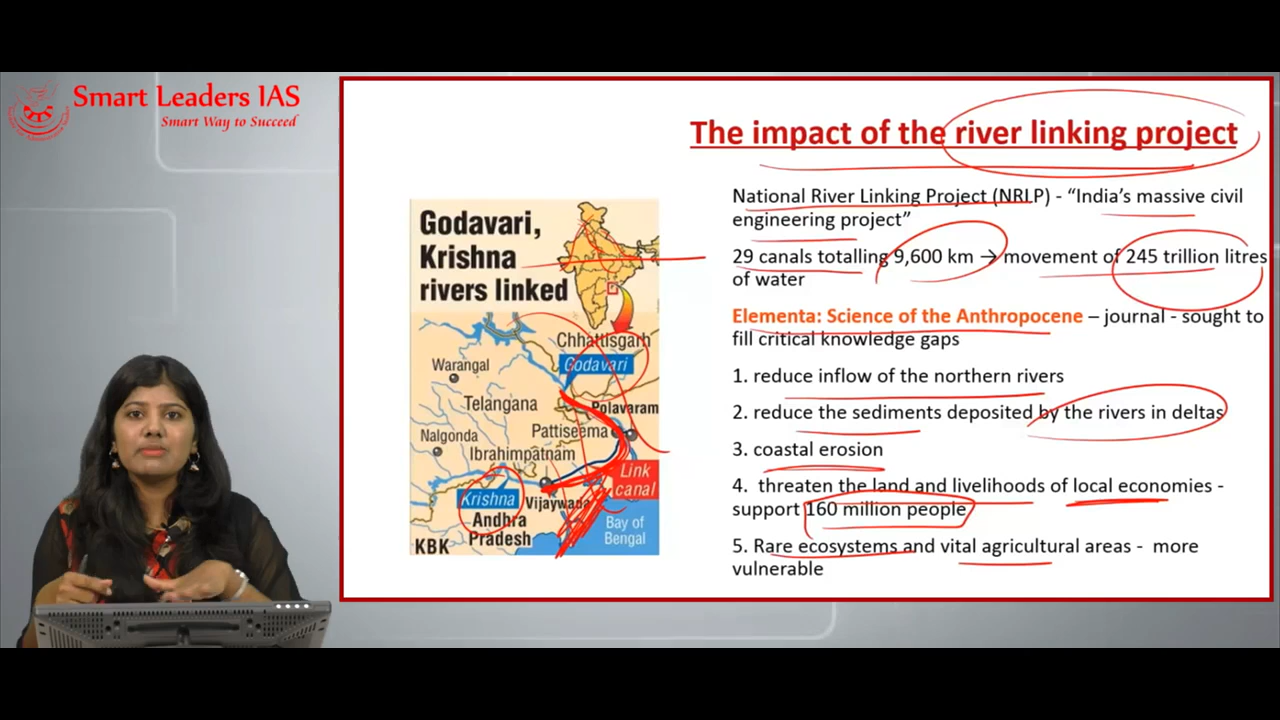 Smart Leaders IAS
Smart Way to Succeed
The impact of the river linking project
National River Linking Project (NRLP) - “India’s massive civil
engineering project”
29 canals totalling 9,600 km → movement of 245 trillion litres
of water
Elementa: Science of the Anthropocene – journal - sought to
fill critical knowledge gaps
1. reduce inflow of the northern rivers
2. reduce the sediments deposited by the rivers in deltas
3. coastal erosion
4. threaten the land and livelihoods of local economies -
support 160 million people
5. Rare ecosystems and vital agricultural areas - more
vulnerable
Godavari,
Krishna
rivers linked
Chhattisgarh
Godavari
Warangal
Telangana
Polavaram
Pattiseema
Nalgonda
Ibrahimpatnam
Link
canal
Krishna
Vijaywada
Andhra
Pradesh
Bay of
Bengal
KBK